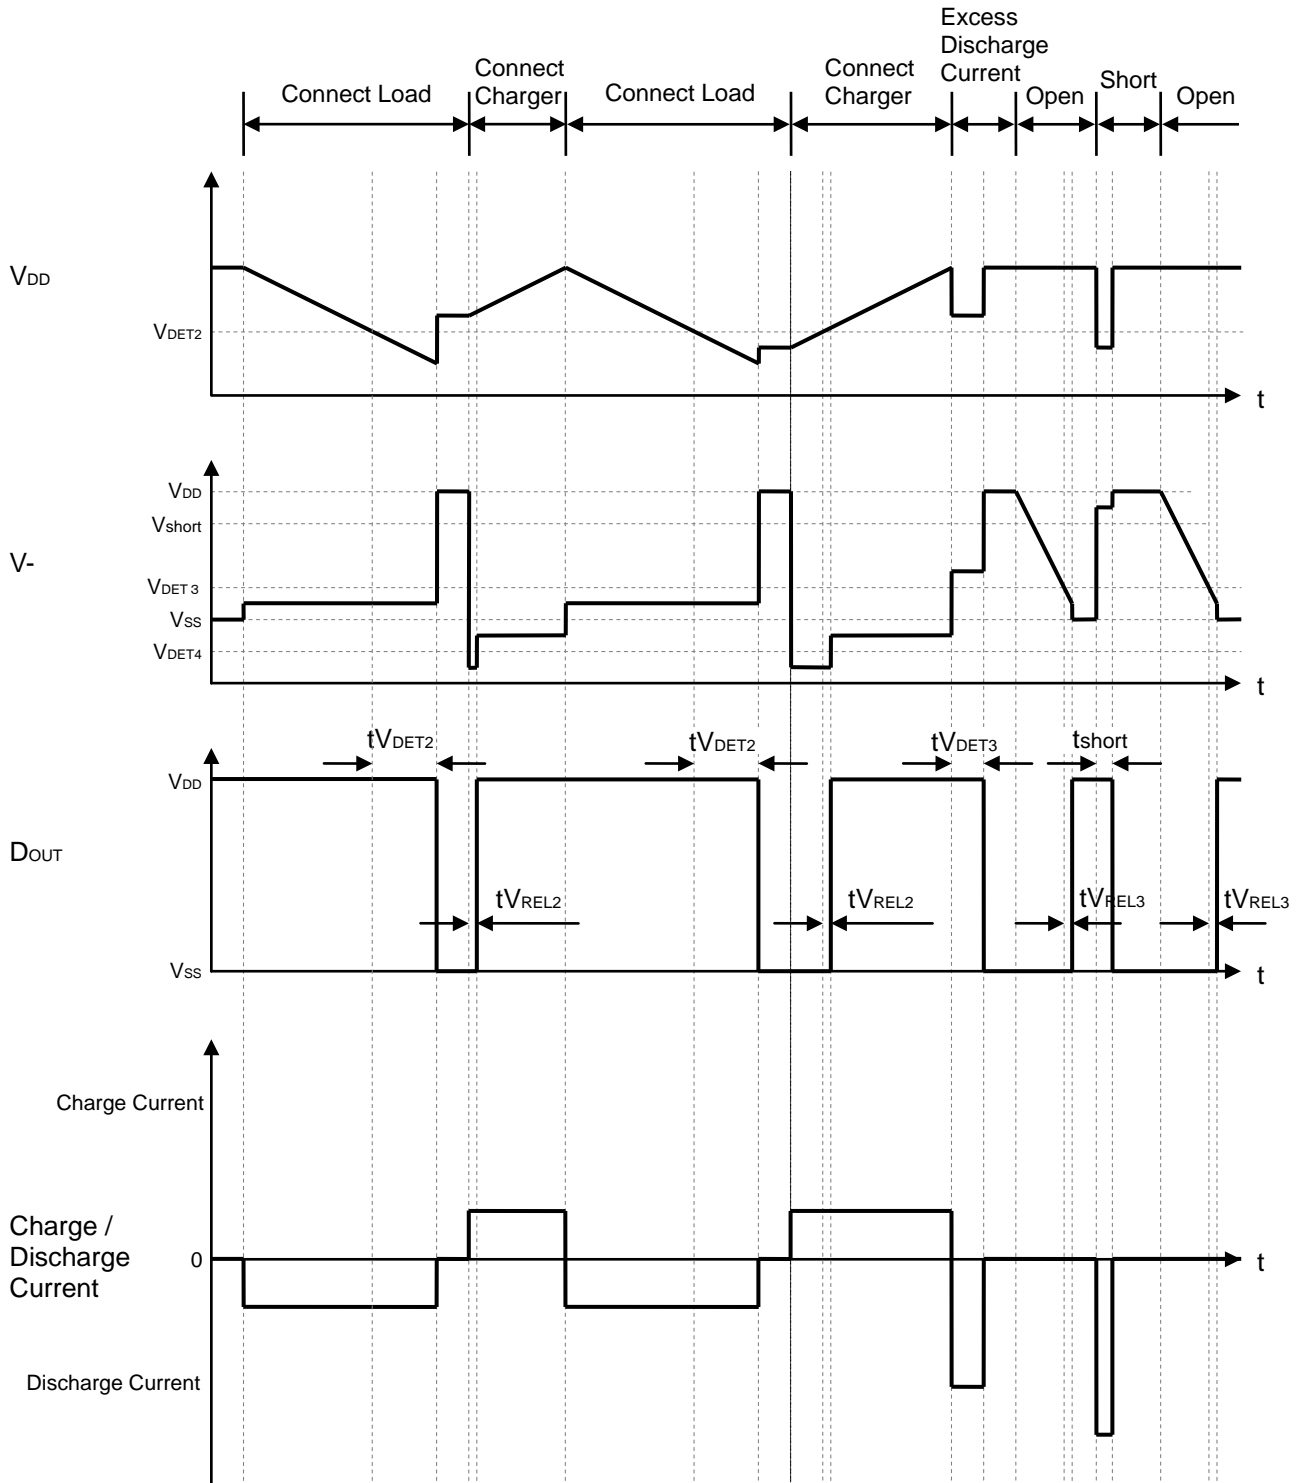 Excess
Discharge
Current
Connect
Charger
Connect
Charger
Connect Load
Connect Load
Open
Short
Open
VDD
VDET2
t
VDD
Vshort
V-
VDET3
VSS
VDET4
t
tVDET2
tVDET2
tVDET3
tshort
VDD
DOUT
tVREL2
tVREL2
tVREL3
tVREL3
VSS
t
Charge Current
Charge /
Discharge
Current
0
t
Discharge Current